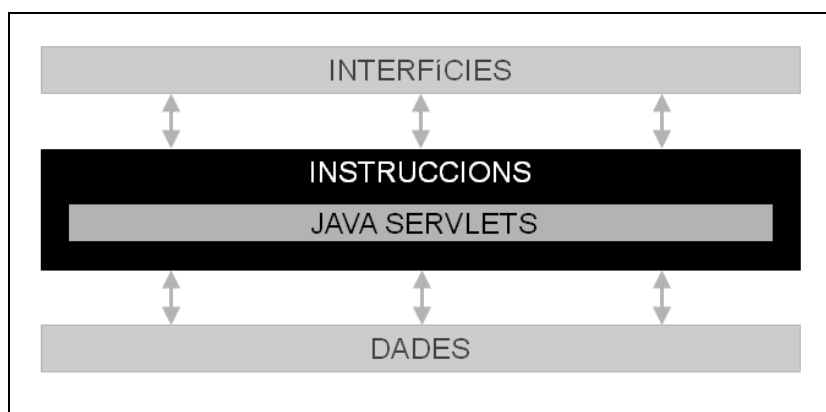 INTERFíCIES
INSTRUCCIONS
JAVA SERVLETS
DADES